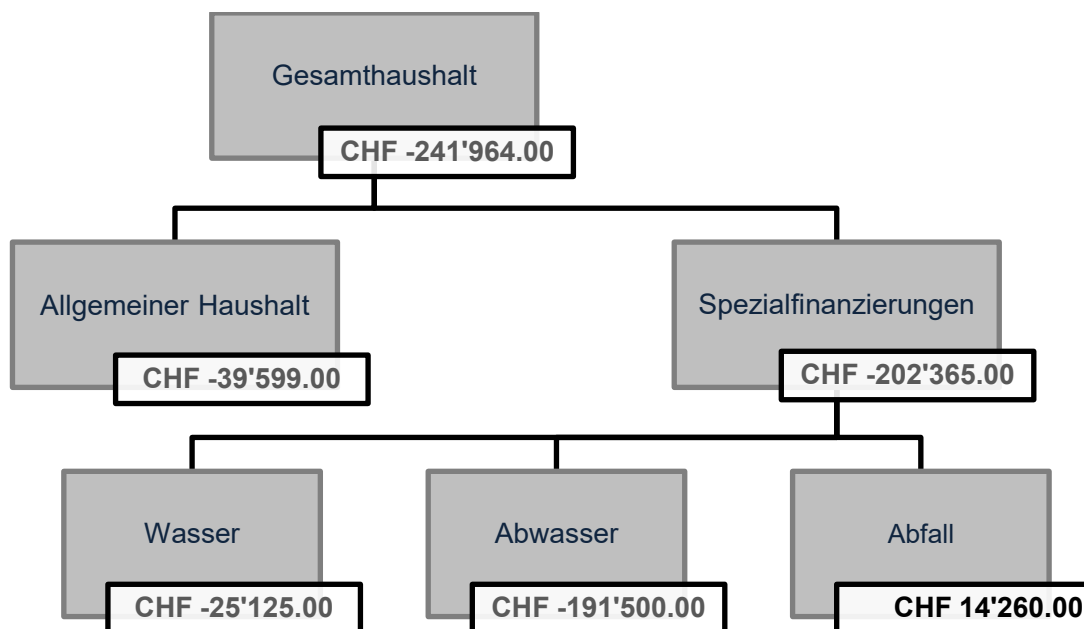 Gesamthaushalt
CHF -241'964.00
Allgemeiner Haushalt
CHF -39'599.00
Spezialfinanzierungen
CHF -202'365.00
Wasser
CHF -25'125.00
Abwasser
CHF -191'500.00
Abfall
CHF 14'260.00